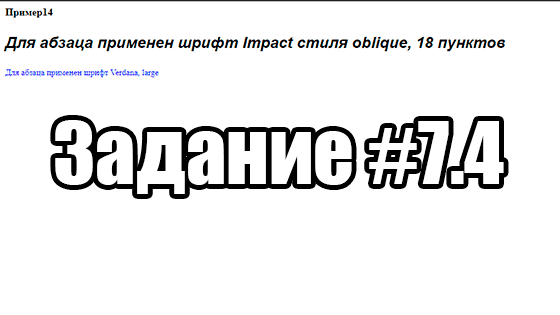 Пример14
Для абзаца применен шрифт Impact стиля oblique, 18 пунктов
Для абзаца применен шрифт Verdana, large
Задание #7.4